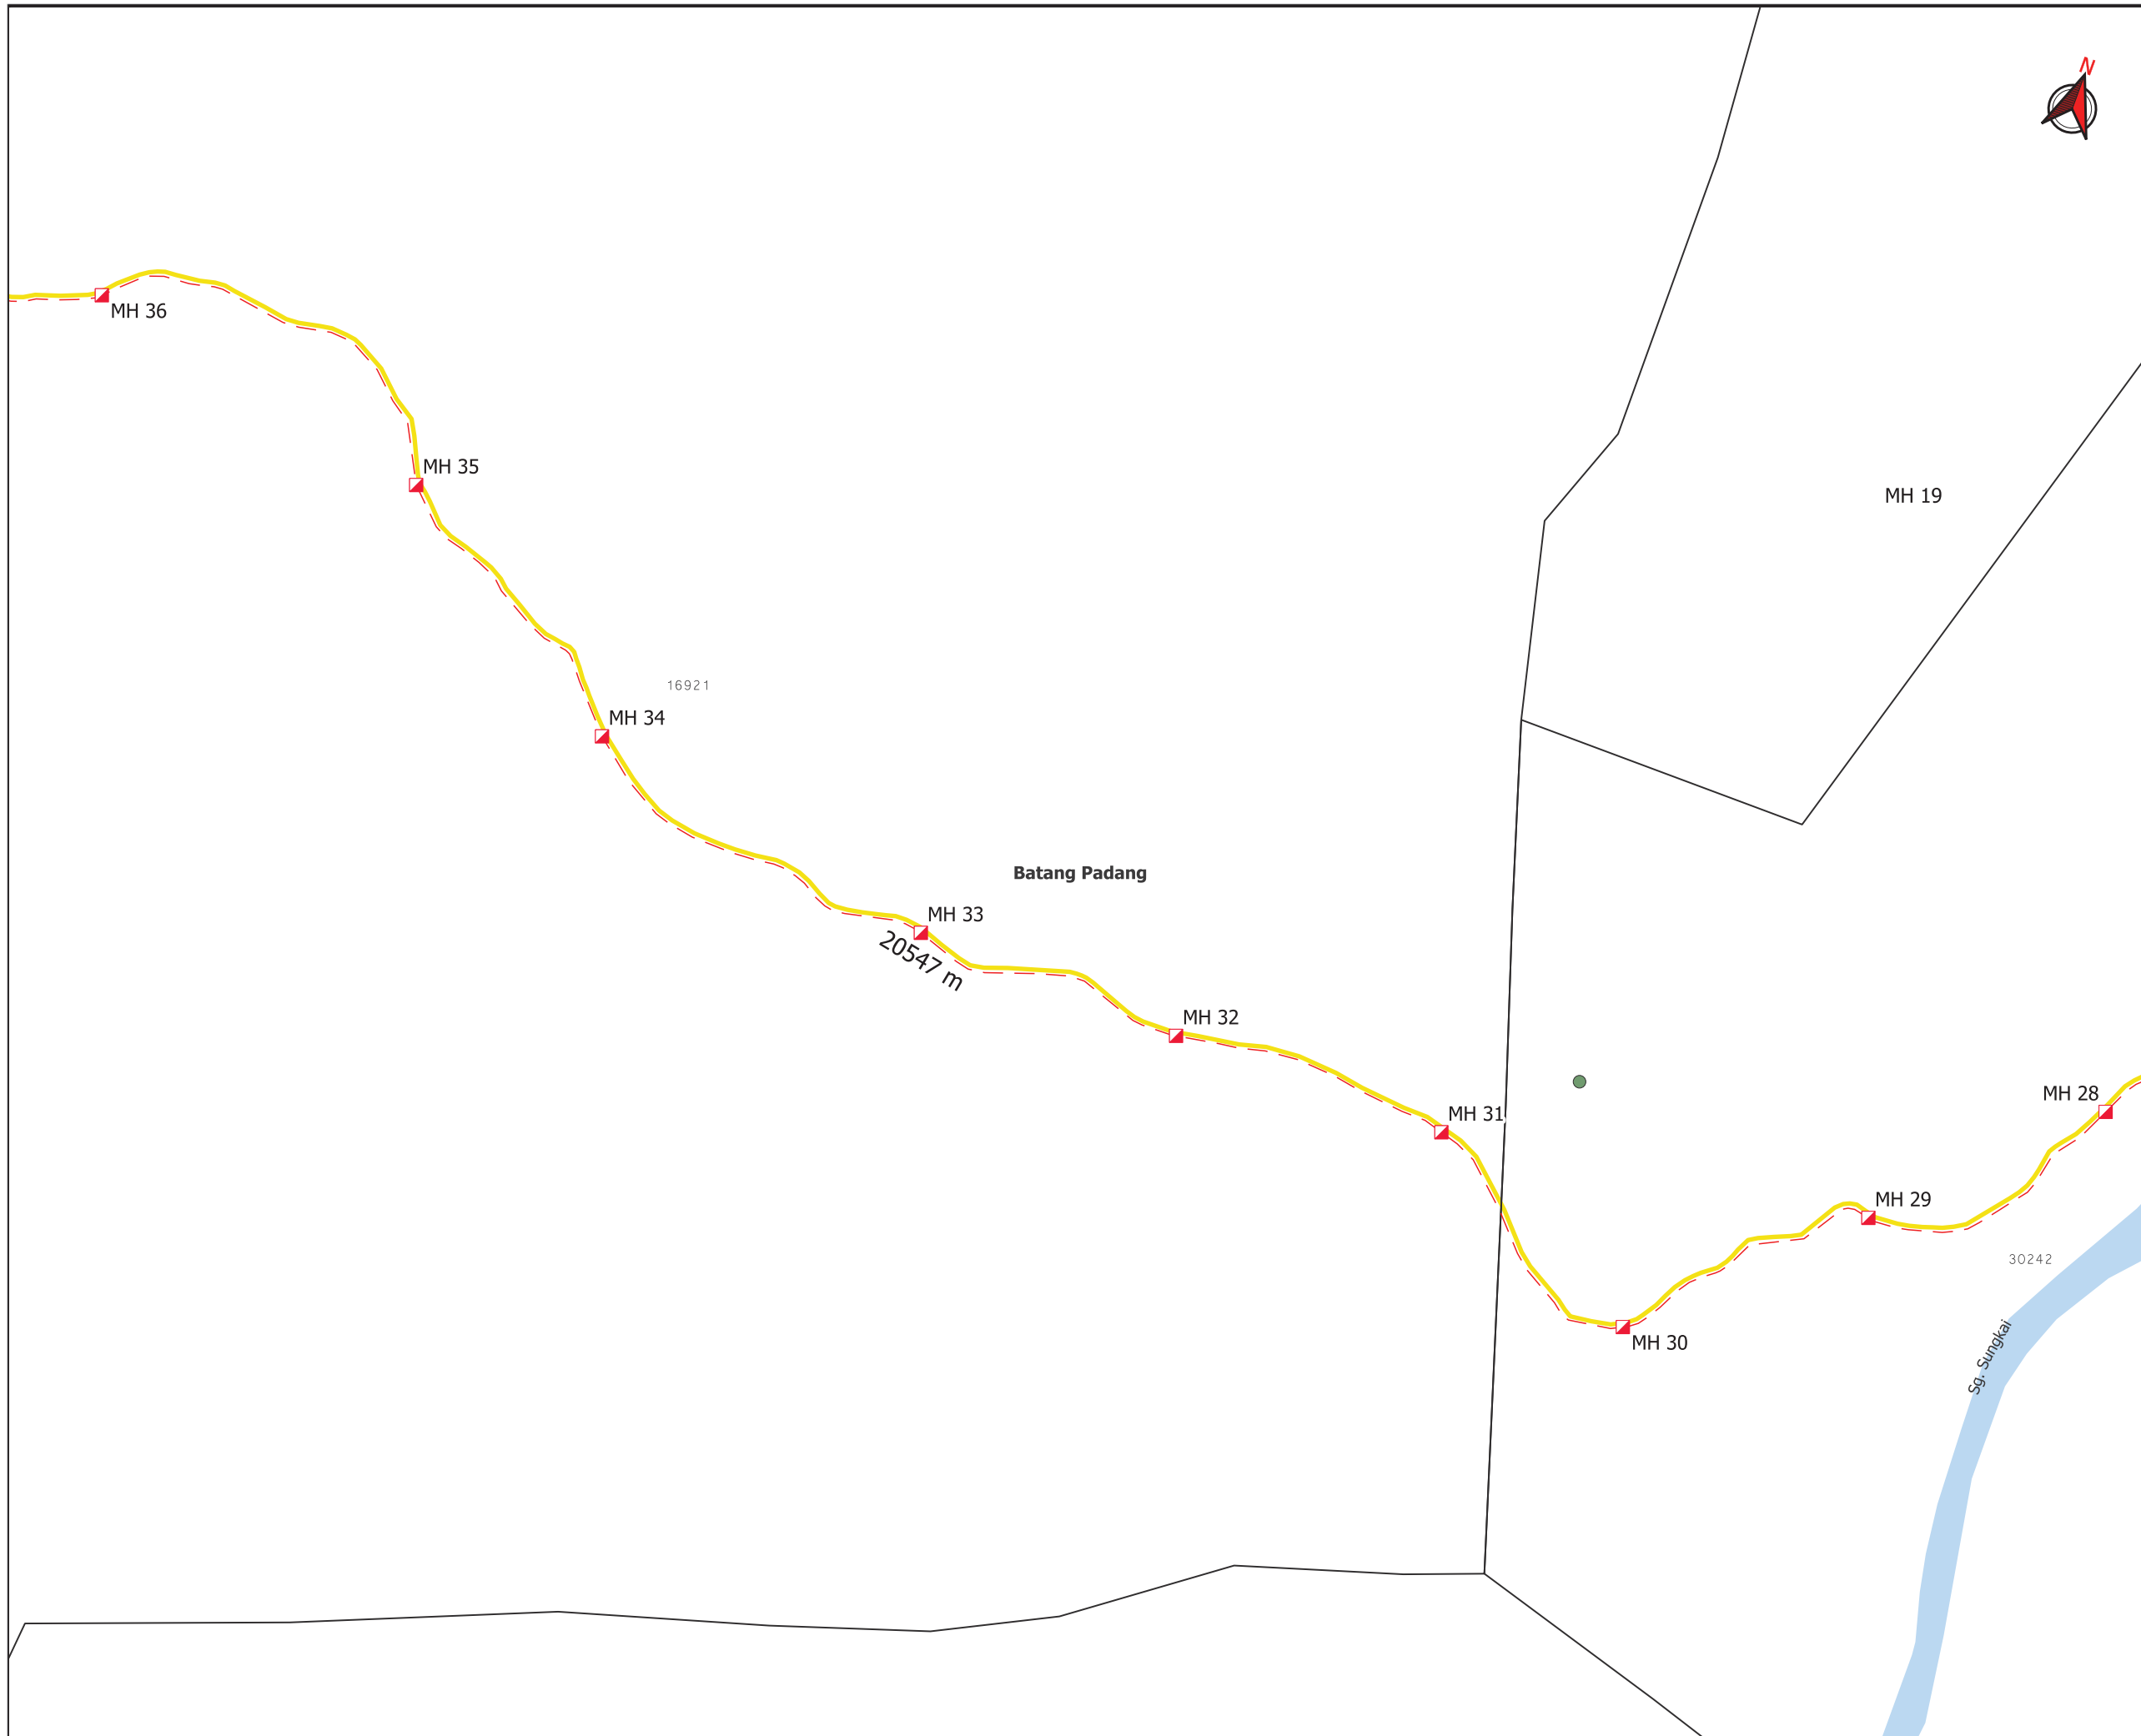 N
MH 36
MH 35
MH 19
16921
MH 34
Batang Padang
MH 33
20547 m
MH 32
MH 31
MH 28
MH 29
30242
MH 30
Sg. Sungkai